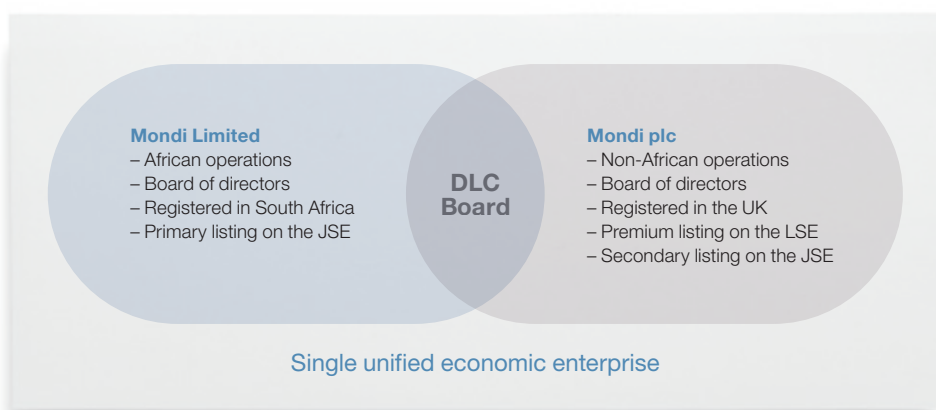 Mondi Limited
– African operations
– Board of directors
– Registered in South Africa
– Primary listing on the JSE
DLC
Board
Mondi plc
– Non-African operations
– Board of directors
– Registered in the UK
– Premium listing on the LSE
– Secondary listing on the JSE
Single unified economic enterprise